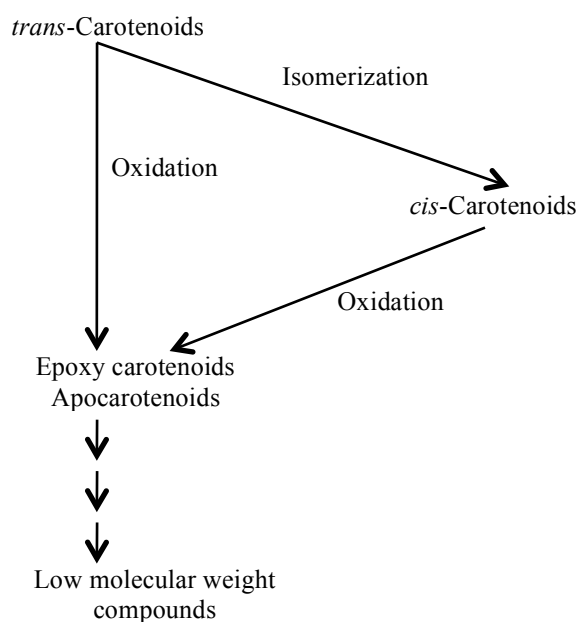 trans-Carotenoids
Isomerization
Oxidation
cis-Carotenoids
Oxidation
Epoxy carotenoids
Apocarotenoids
Low molecular weight
compounds